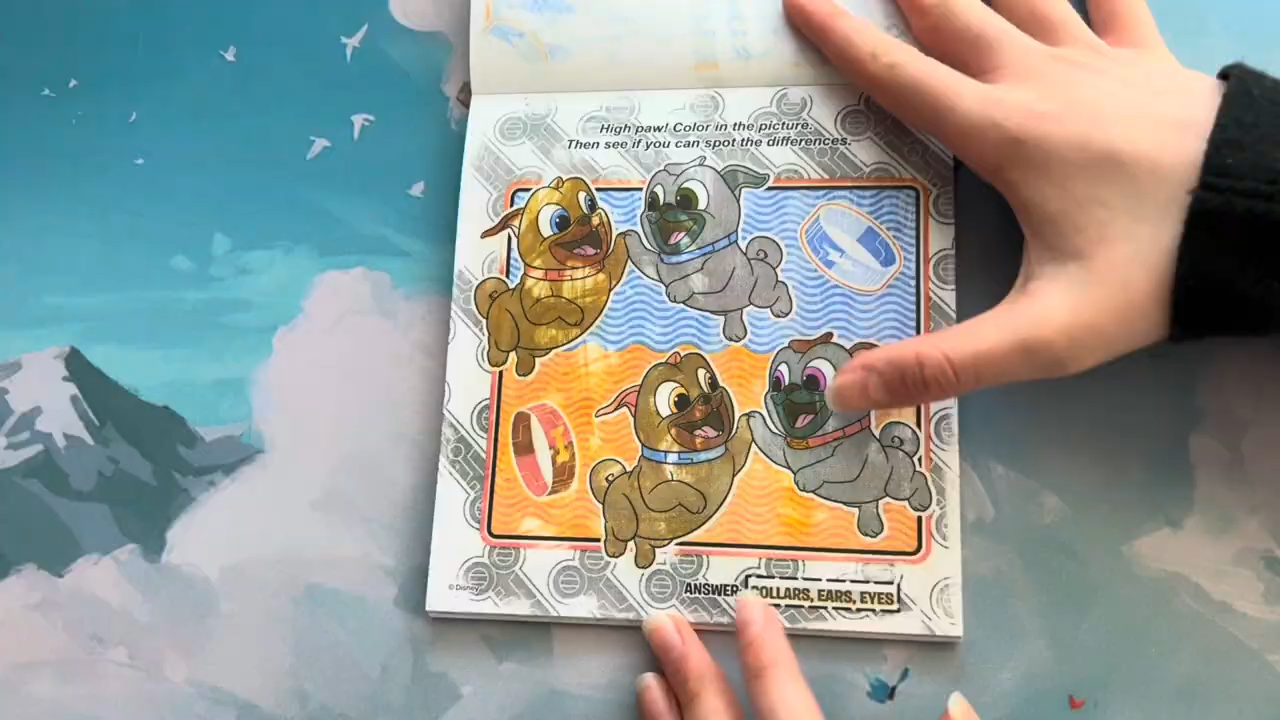 High paw! Color in the picture.
Then see if you can spot the differences.
© Disney
ANSWER: COLLARS, EARS, EYES